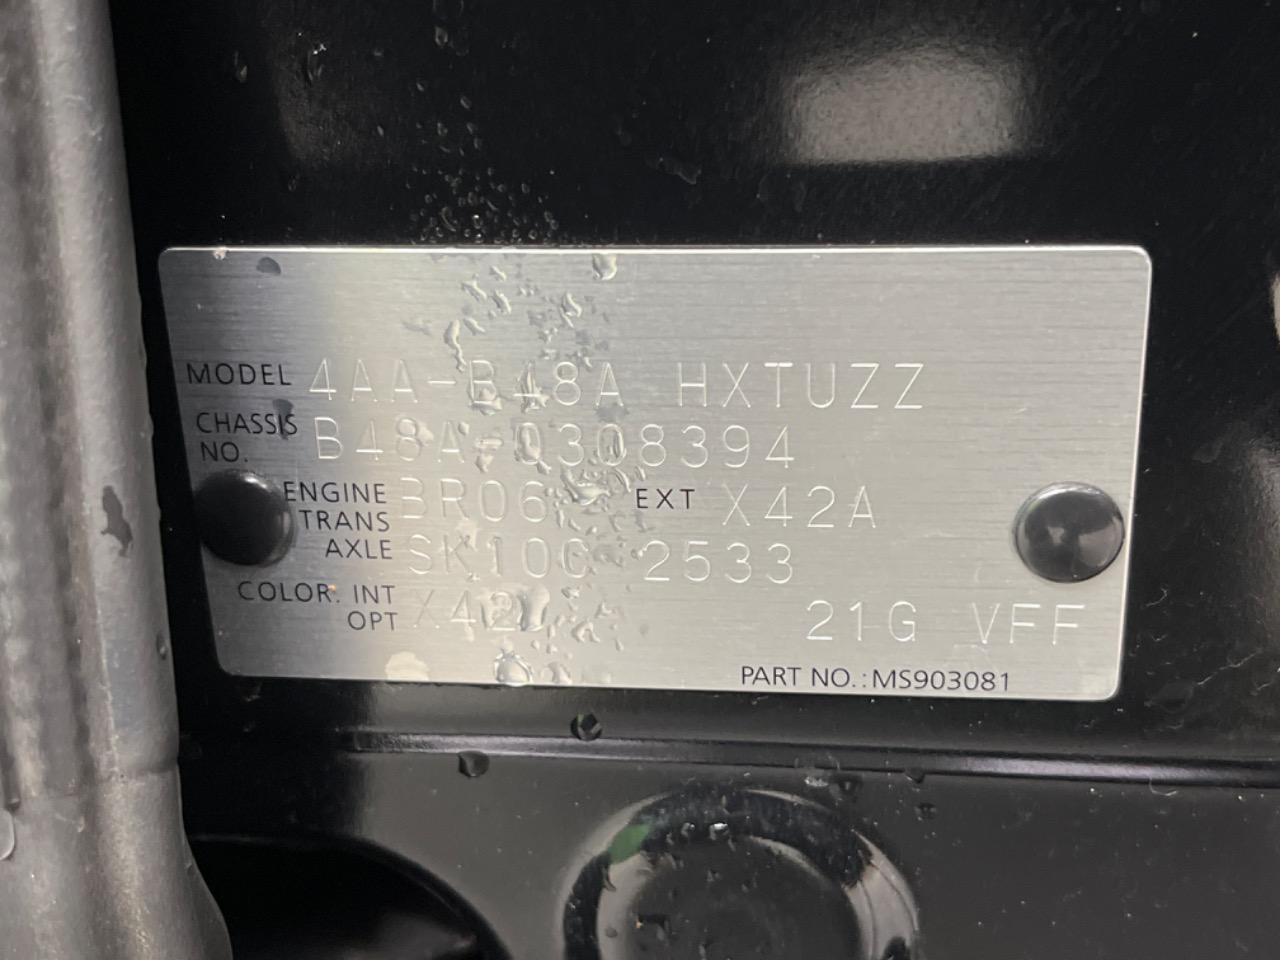 MODEL 4AA-B48A HXTUZZ
CHASSIS NO. B48A-0308394
ENGINE BR06 EXT X42A
TRANS
AXLE SK10C 2533
COLOR. INT
OPT X42 21G VFF
PART NO.:MS903081